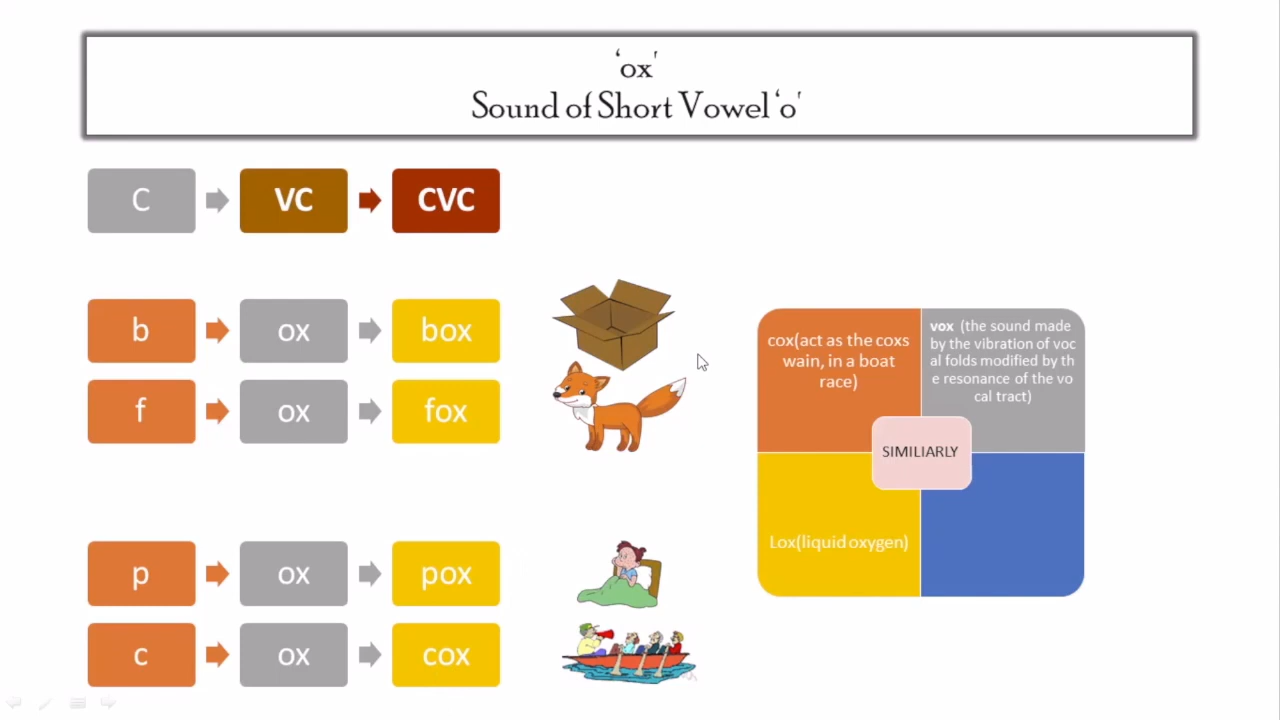 ‘ox'
Sound of Short Vowel ‘o'
C VC CVC
b ox box
f ox fox
p ox pox
c ox cox
cox(act as the coxs
wain, in a boat
race)
vox (the sound made
by the vibration of voc
al folds modified by th
e resonance of the vo
cal tract)
SIMILIARLY
Lox(liquid oxygen)